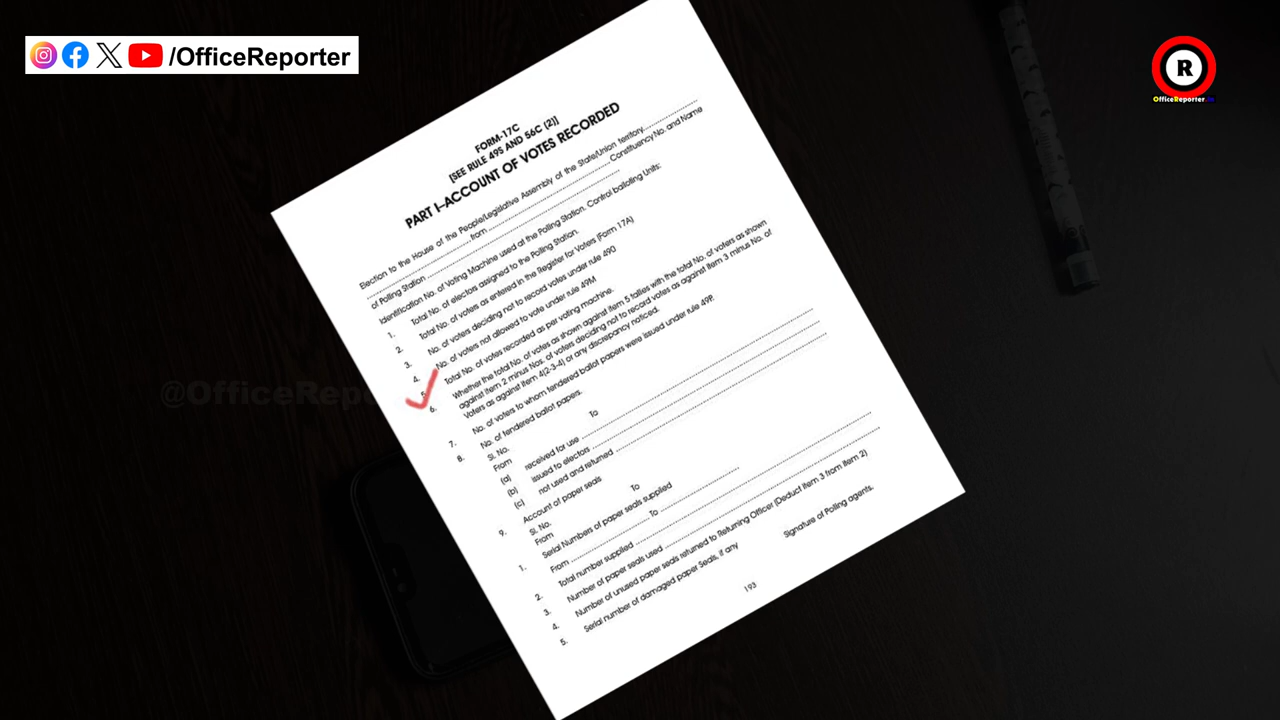 /OfficeReporter
R
OfficeReporter
FORM-17C
[SEE RULE 49S AND 56C (2)]
PART I–ACCOUNT OF VOTES RECORDED
Election to the House of the People/Legislative Assembly of the State/Union territory..................
.................................from.......................................................Constituency No. and Name
of Polling Station ..........................................................
Identification No. of Voting Machine used at the Polling Station. Control balloting Units:
1. Total No. of electors assigned to the Polling Station.
2. Total No. of voters as entered in the Register for Voters (Form 17A)
3. No. of voters deciding not to record votes under rule 49O
4. No. of voters not allowed to vote under rule 49M
5. Total No. of votes recorded as per voting machine.
6. Whether the total No. of votes as shown against item 5 tallies with the total No. of voters as shown
against item 2 minus Nos. of voters deciding not to record votes as against item 3 minus No. of
Voters as against item 4(2-3-4) or any discrepancy noticed.
7. No. of voters to whom tendered ballot papers were issued under rule 49P.
8. No. of tendered ballot papers.
Sl. No.
From To
(a) received for use ..........................................................
(b) issued to electors ..........................................................
(c) not used and returned ..........................................................
9. Account of paper seals
Sl. No.
From To
1. Serial Numbers of paper seals supplied
From ......................... To .........................
2. Total number supplied ..........................................................
3. Number of paper seals used ..........................................................
4. Number of unused paper seals returned to Returning Officer (Deduct item 3 from item 2)
5. Serial number of damaged paper Seals, if any
Signature of Polling agents.
193
@OfficeRepo